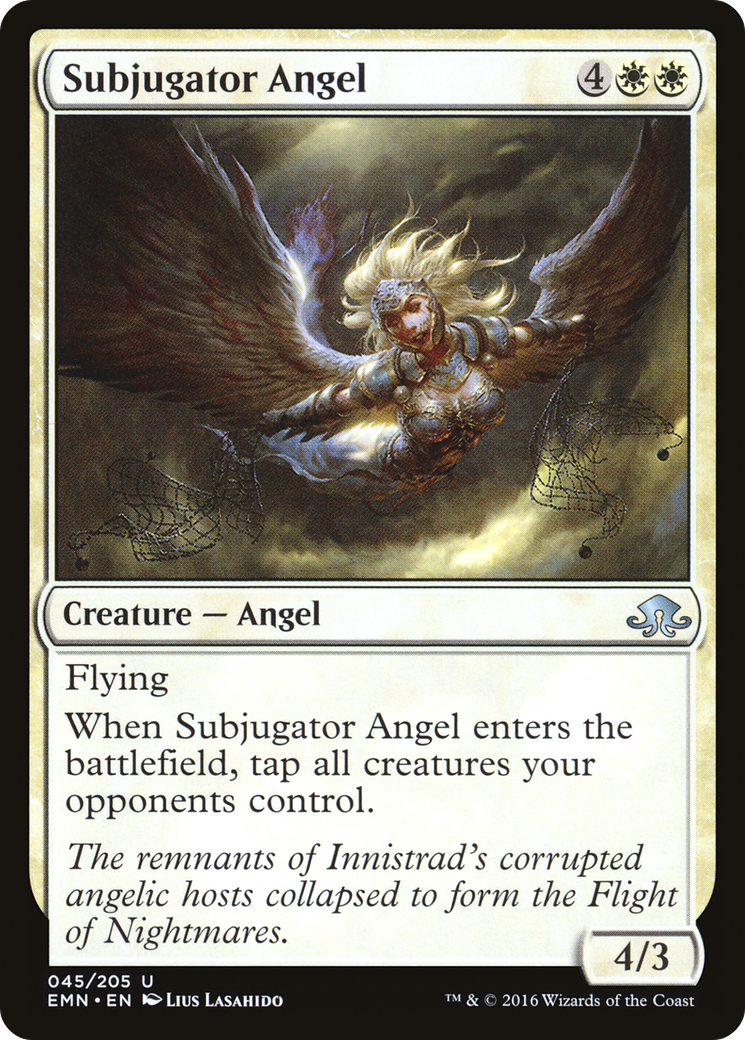 Subjugator Angel 4
Creature — Angel
Flying
When Subjugator Angel enters the
battlefield, tap all creatures your
opponents control.
The remnants of Innistrad's corrupted
angelic hosts collapsed to form the Flight
of Nightmares.
4/3
045/205 U
EMN • EN Lius Lasahido
™ & © 2016 Wizards of the Coast